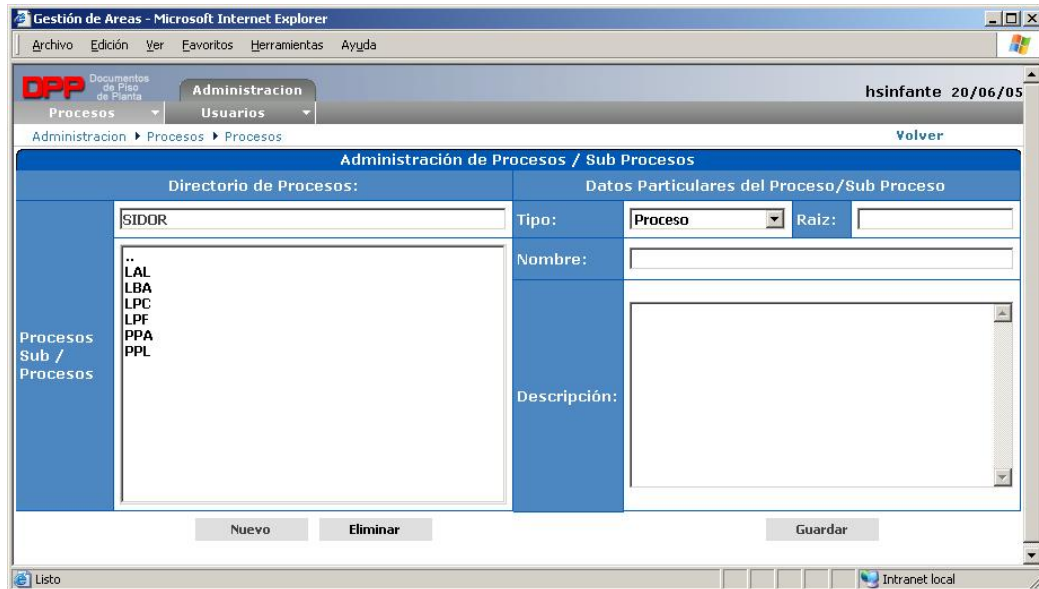 Gestión de Areas - Microsoft Internet Explorer
Archivo Edición Ver Favoritos Herramientas Ayuda
DPP Documentos de Piso de Planta
Administracion
hsinfante 20/06/05
Procesos Usuarios
Administracion Procesos Procesos Volver
Administración de Procesos / Sub Procesos
Directorio de Procesos: Datos Particulares del Proceso/Sub Proceso
SIDOR Tipo: Proceso Raiz:
..
LAL
LBA
LPC
LPF
PPA
PPL
Nombre:
Procesos
Sub /
Procesos
Descripción:
Nuevo Eliminar Guardar
Listo Intranet local